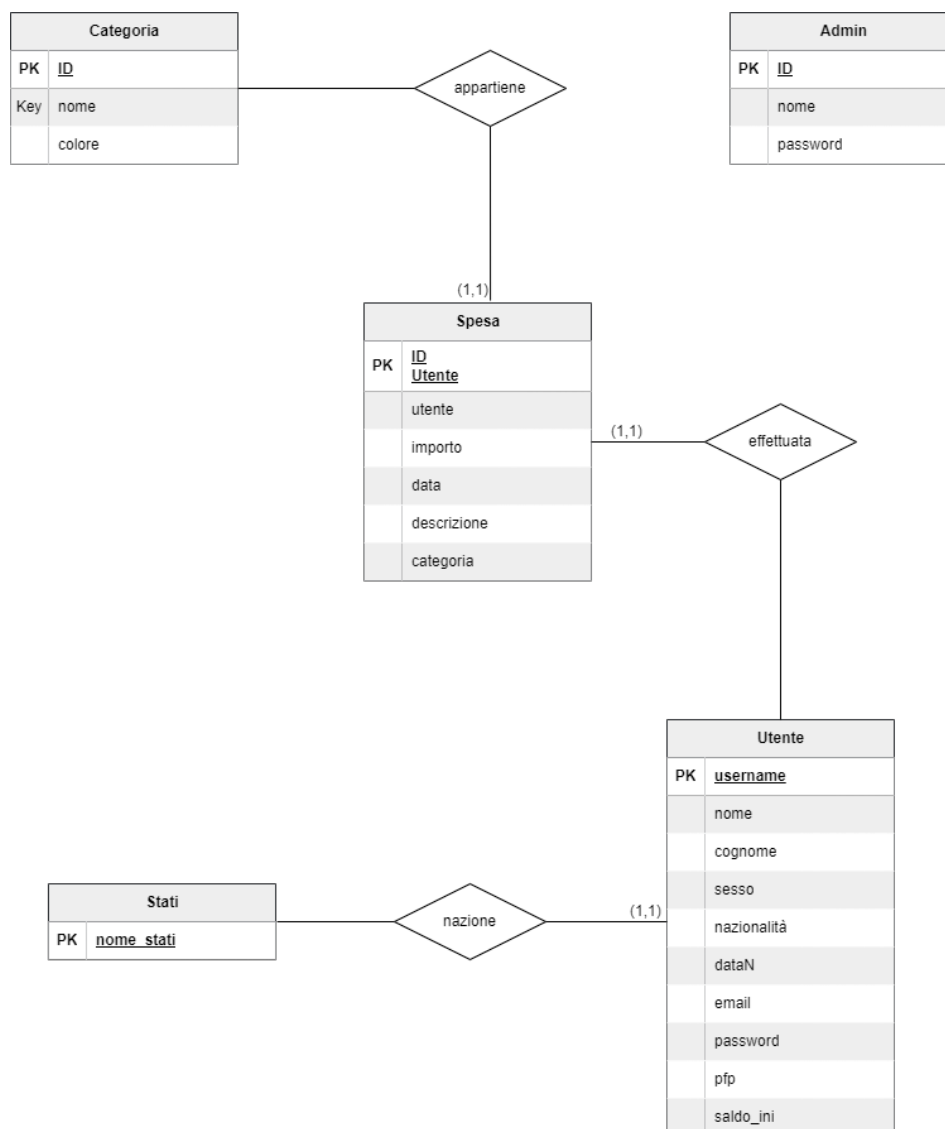 Categoria
PK ID
Key nome
colore
appartiene
Admin
PK ID
nome
password
(1,1)
Spesa
PK ID
Utente
utente
importo
data
descrizione
categoria
(1,1)
effettuata
Utente
PK username
nome
cognome
sesso
nazionalità
dataN
email
password
pfp
saldo_ini
Stati
PK nome_stati
nazione
(1,1)